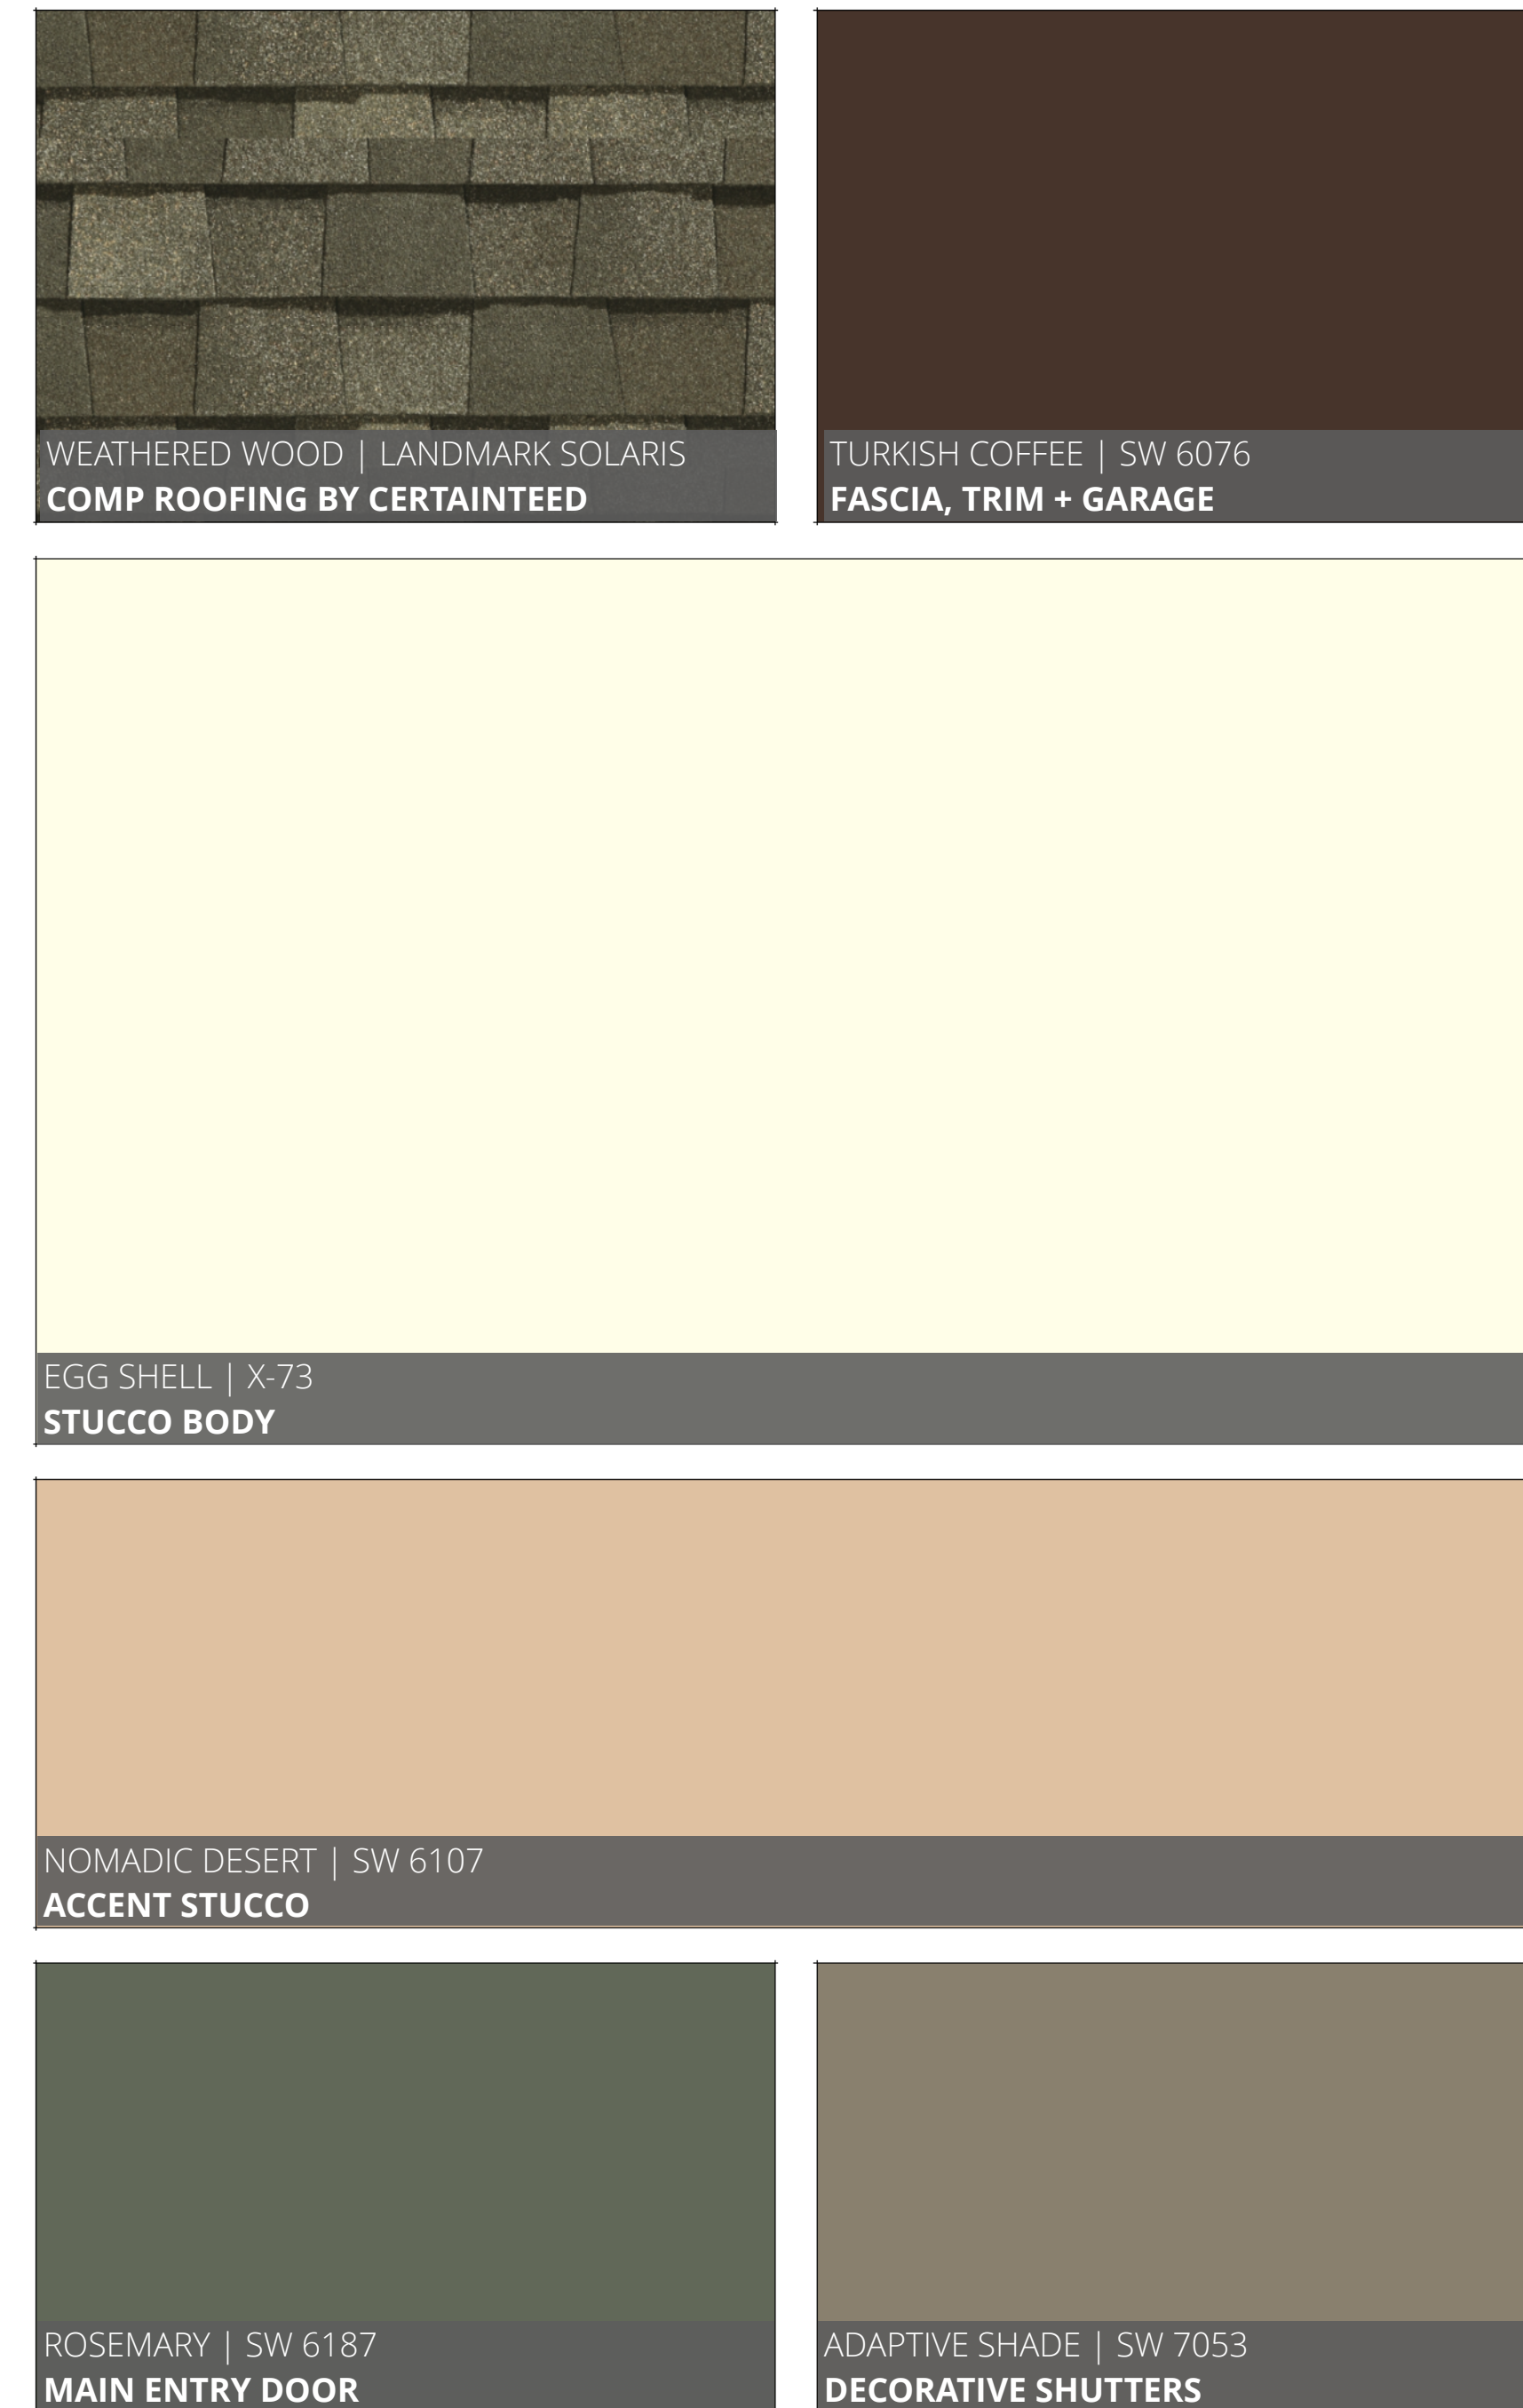 WEATHERED WOOD | LANDMARK SOLARIS
COMP ROOFING BY CERTAINTEED
TURKISH COFFEE | SW 6076
FASCIA, TRIM + GARAGE
EGG SHELL | X-73
STUCCO BODY
NOMADIC DESERT | SW 6107
ACCENT STUCCO
ROSEMARY | SW 6187
MAIN ENTRY DOOR
ADAPTIVE SHADE | SW 7053
DECORATIVE SHUTTERS